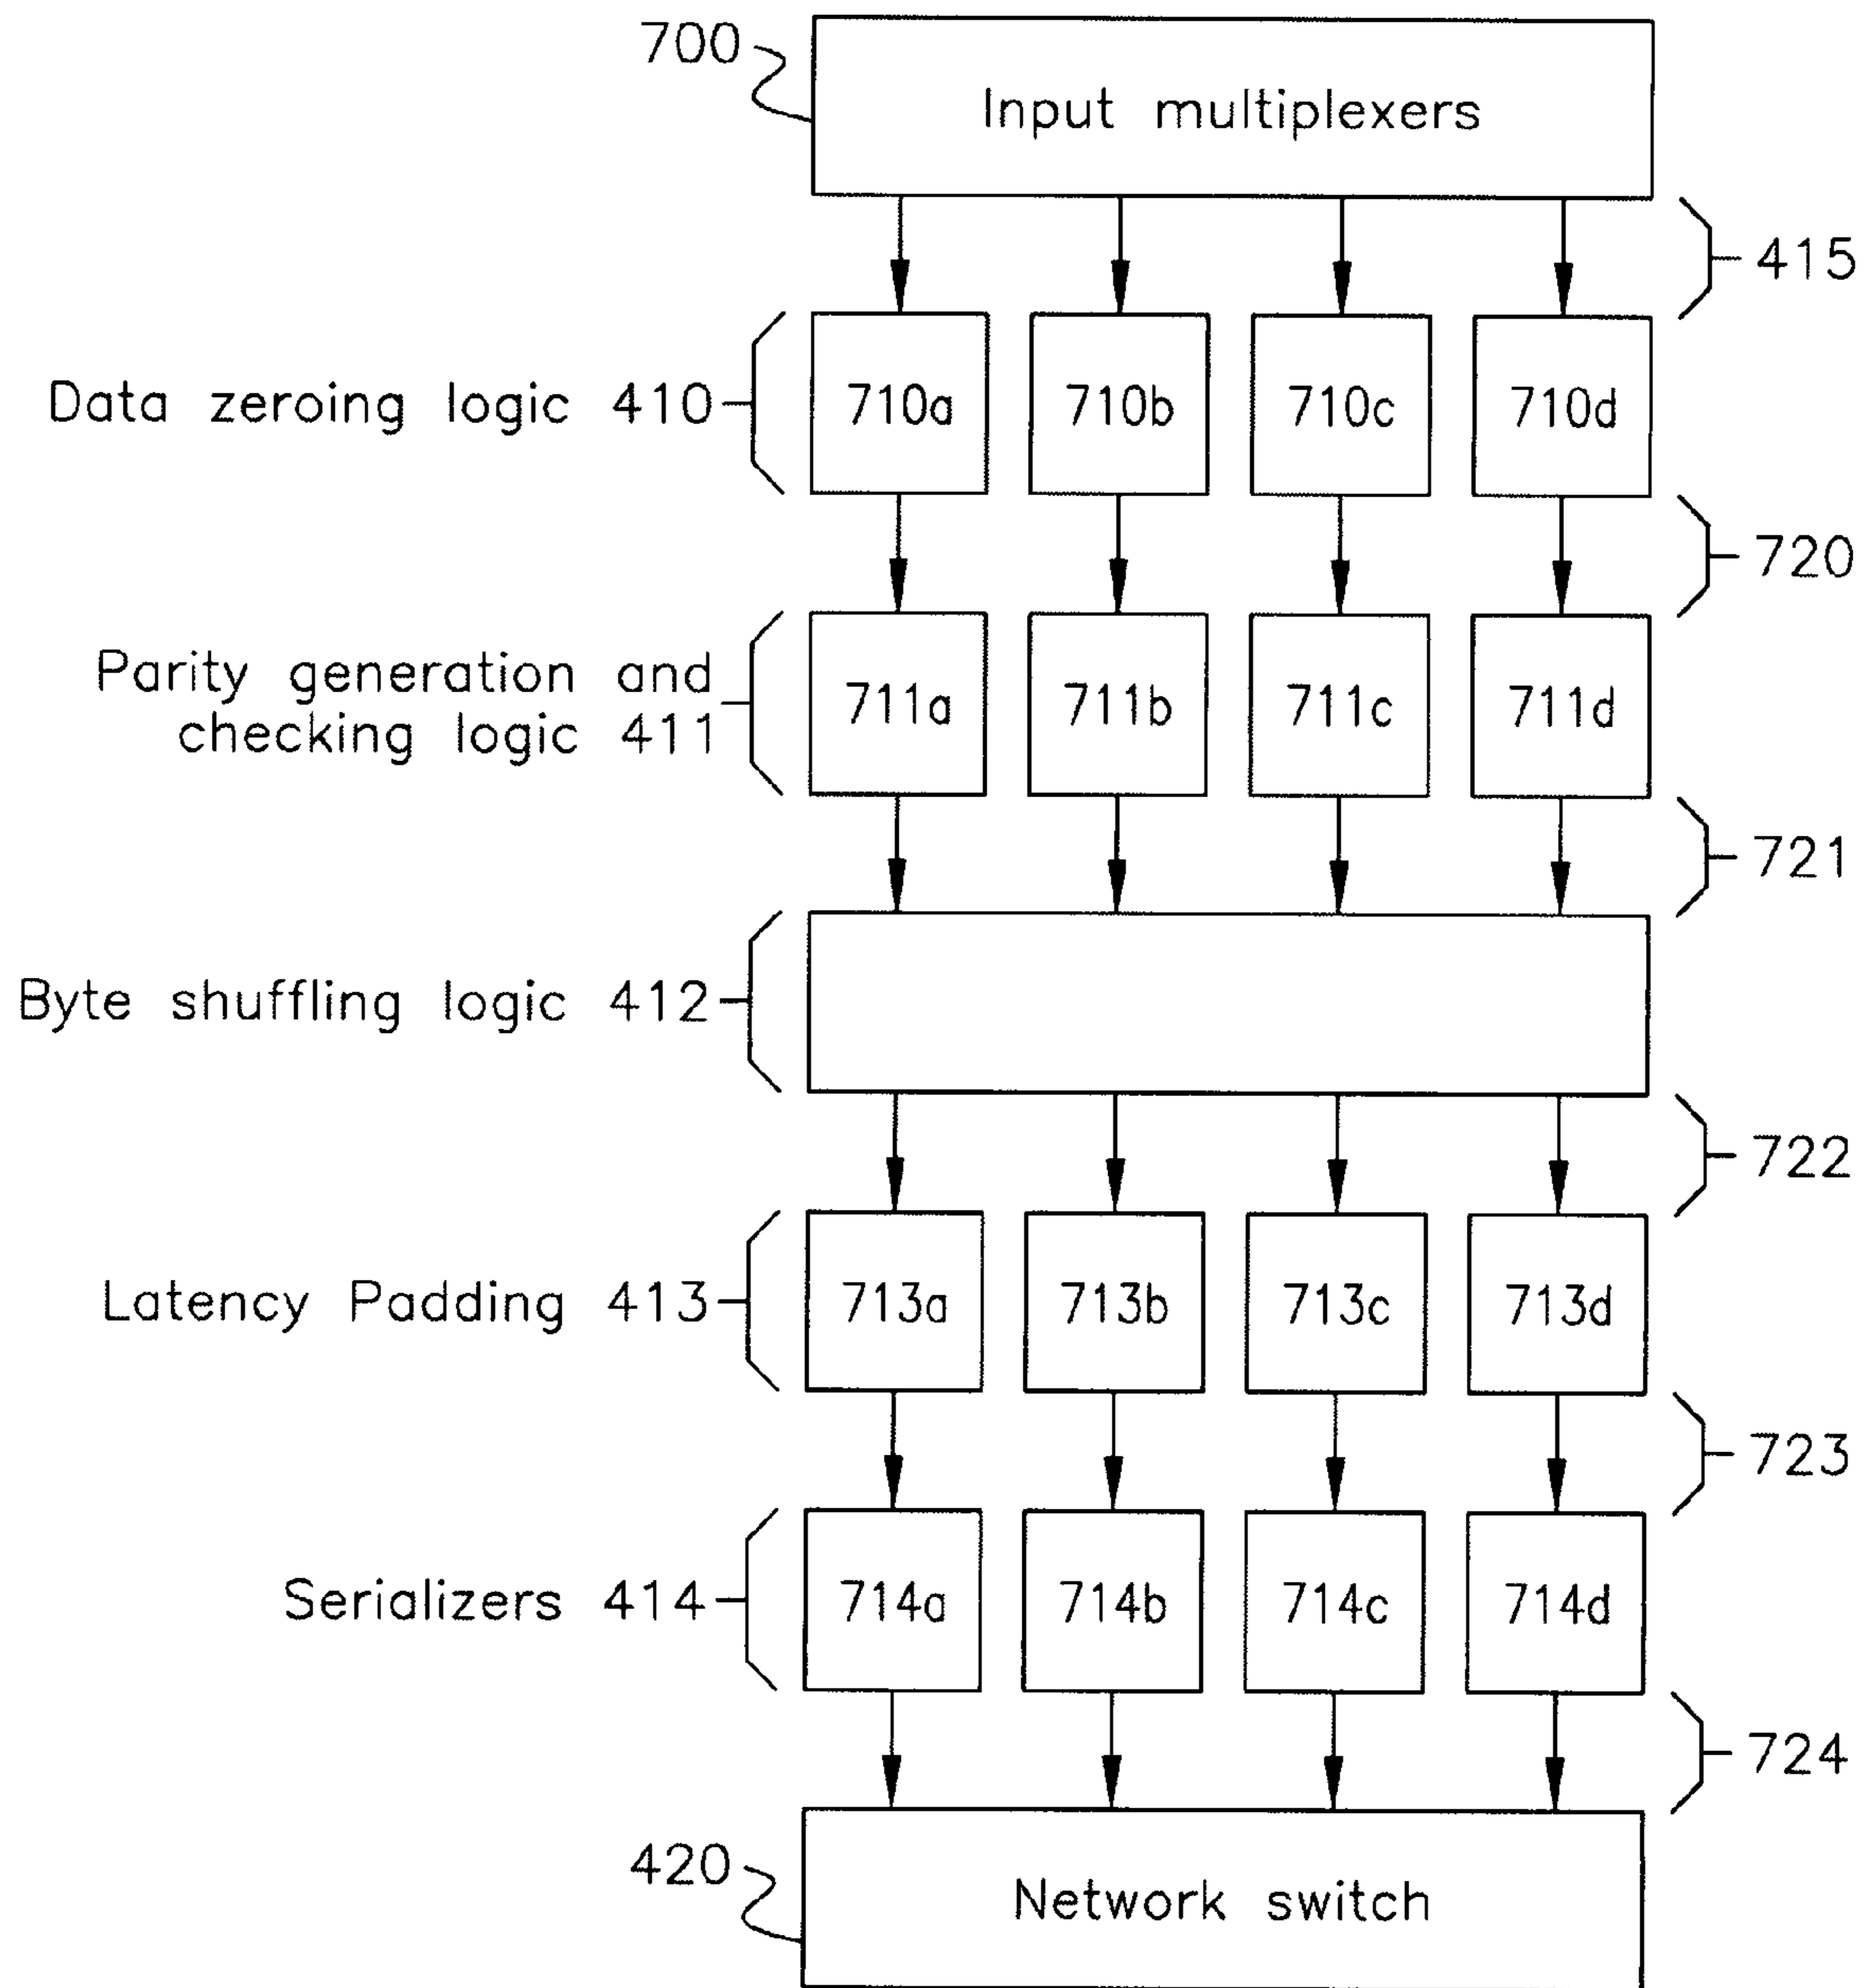 700
Input multiplexers
415
Data zeroing logic 410
710a 710b 710c 710d
720
Parity generation and
checking logic 411
711a 711b 711c 711d
721
Byte shuffling logic 412
722
Latency Padding 413
713a 713b 713c 713d
723
Serializers 414
714a 714b 714c 714d
724
420
Network switch